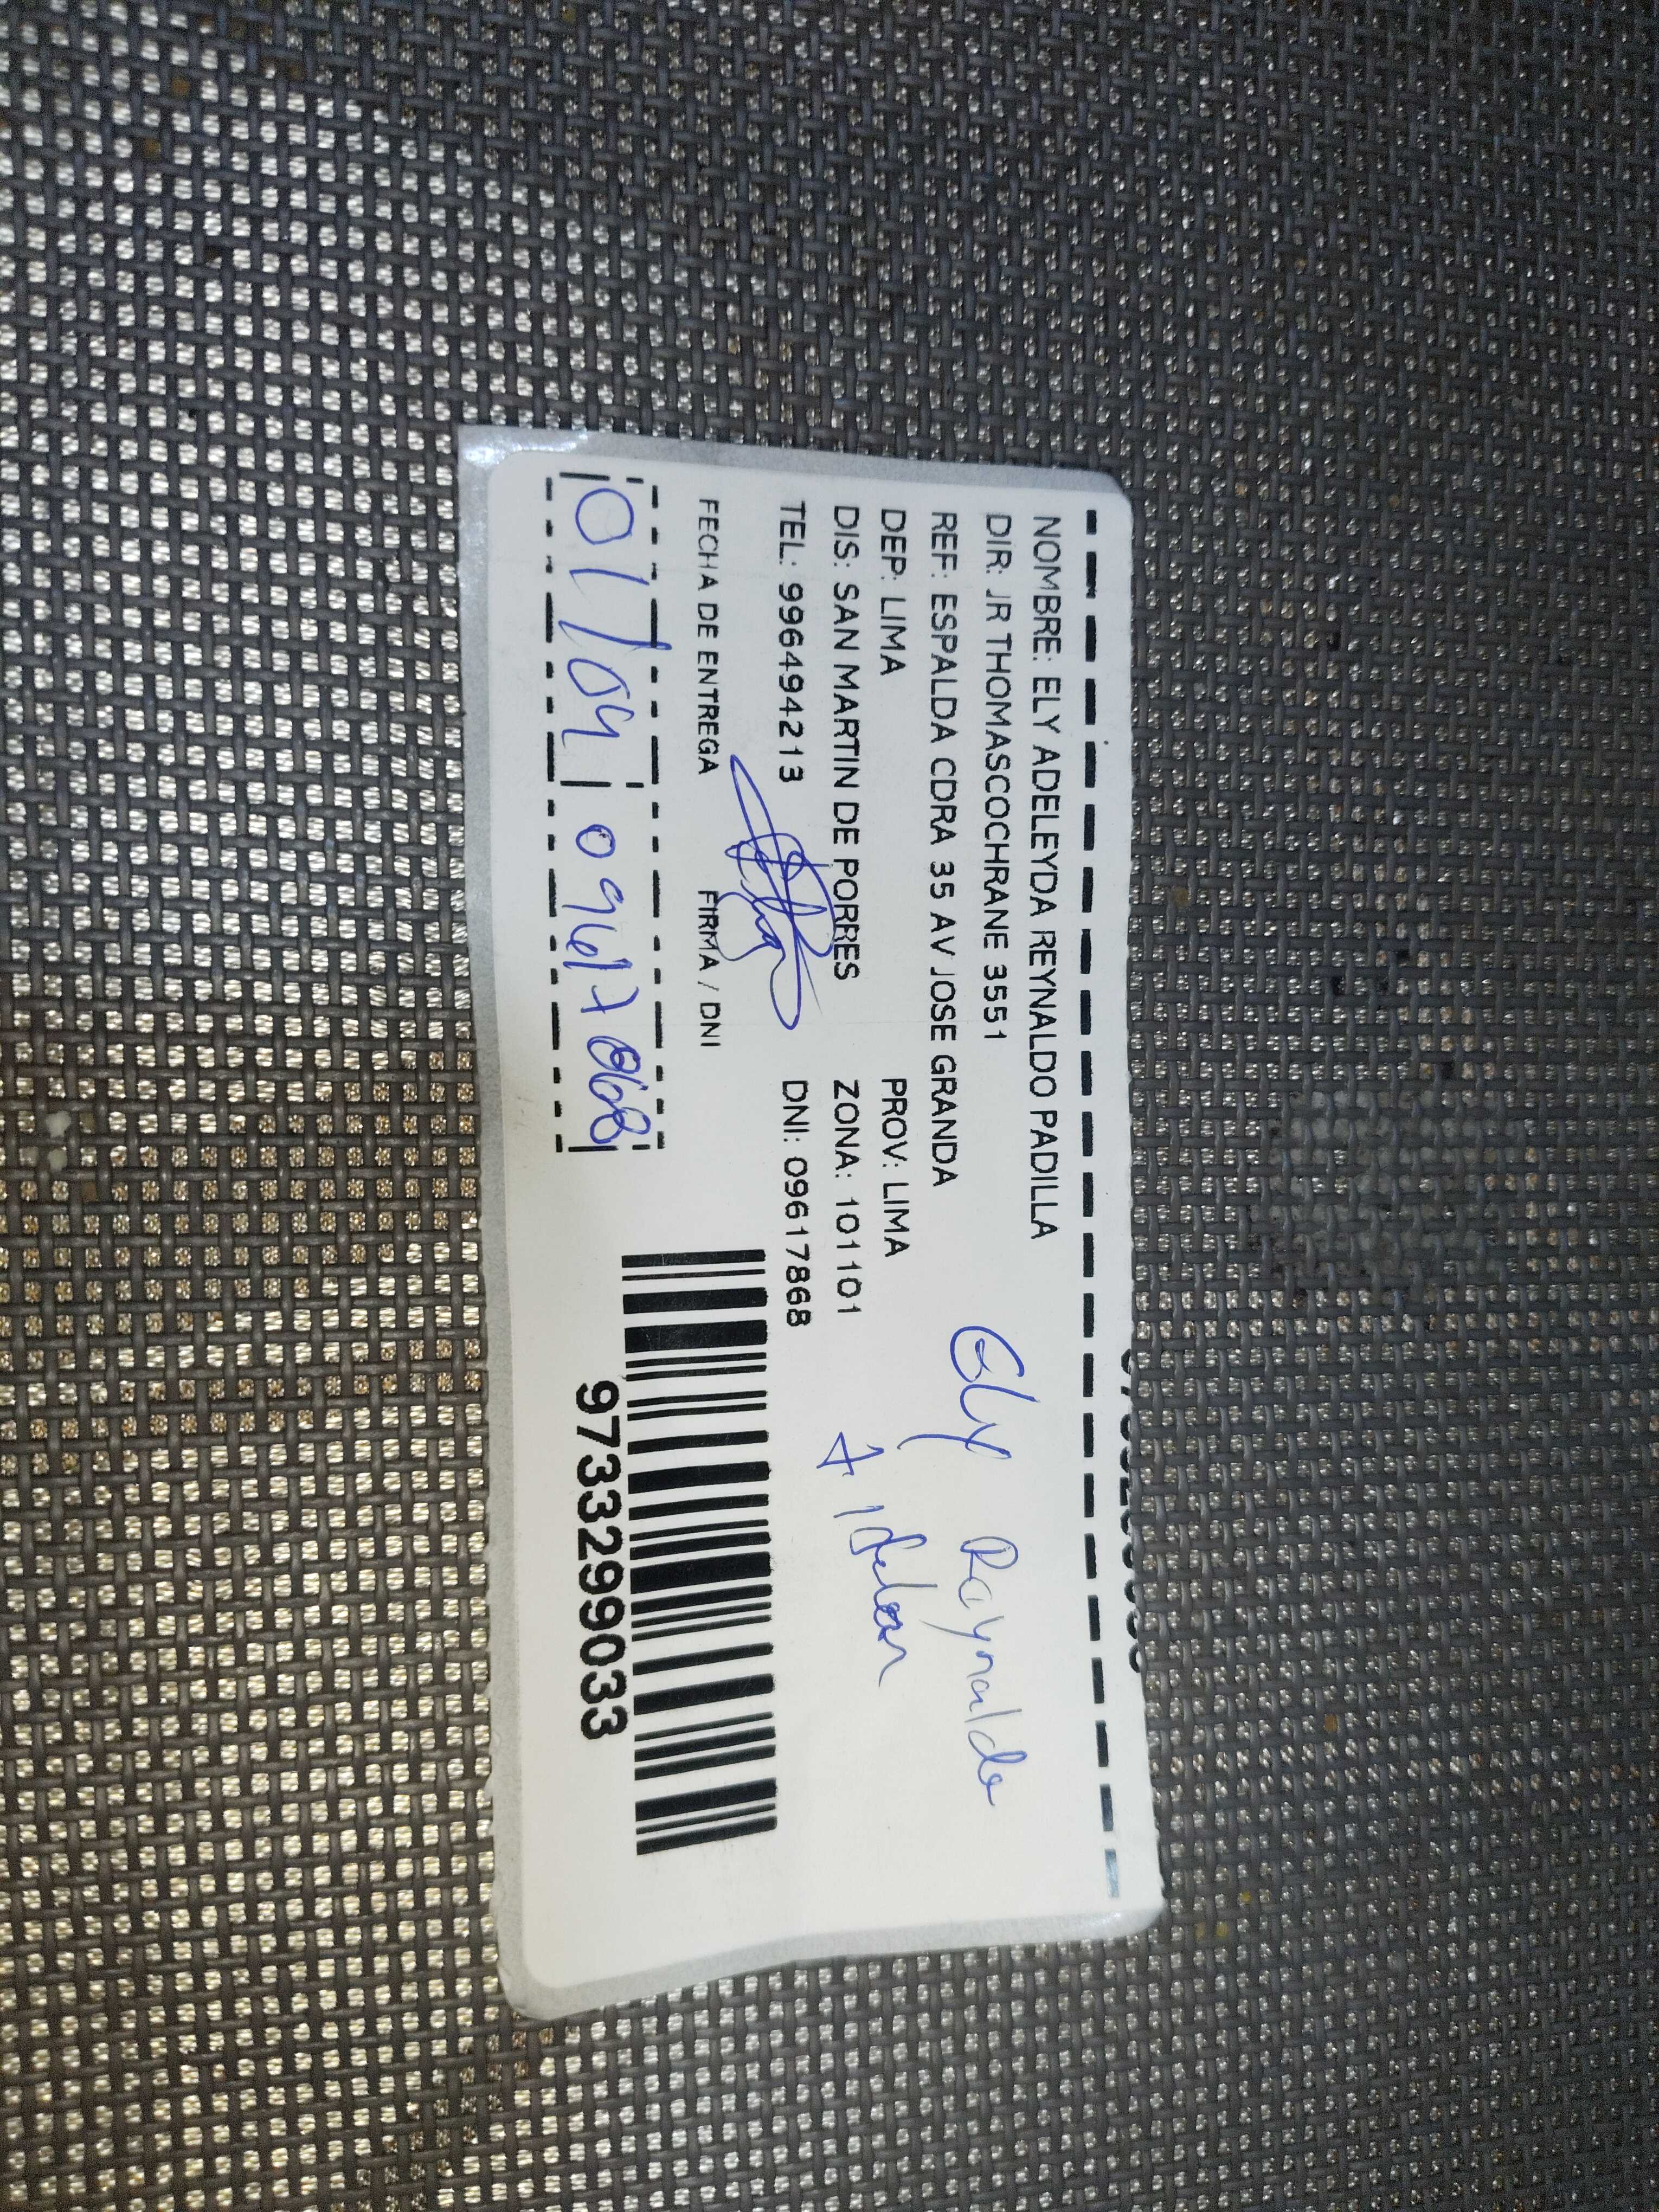 NOMBRE: ELY ADELEYDA REYNALDO PADILLA
DIR: JR THOMASCOCHRANE 3551
REF: ESPALDA CDRA 35 AV JOSE GRANDA
DEP: LIMA PROV: LIMA
DIS: SAN MARTIN DE PORRES ZONA: 101101
TEL: 996494213 DNI: 09617868
Ely Raynaldo
FECHA DE ENTREGA FIRMA / DNI
01/04
9733299033